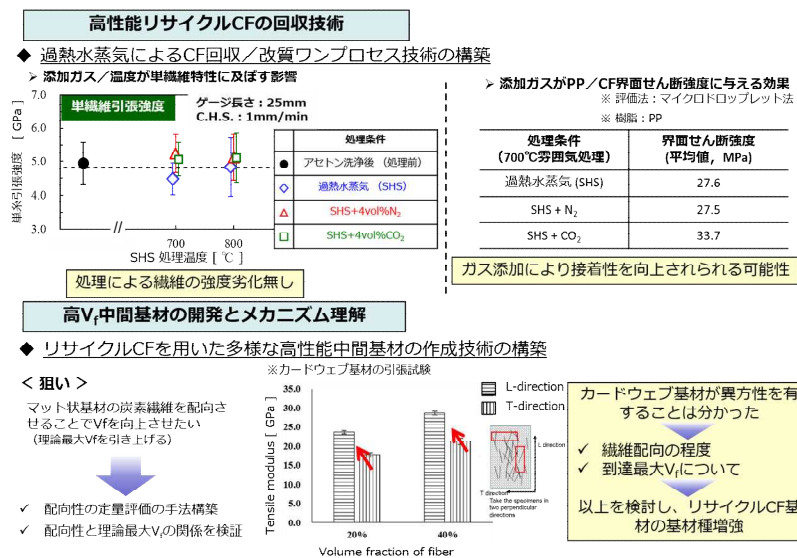 高性能リサイクルCFの回収技術
◆ 過熱水蒸気によるCF回収／改質ワンプロセス技術の構築
➢ 添加ガス／温度が単繊維特性に及ぼす影響
単糸引張強度 [ GPa ]
7.0
6.0
5.0
4.0
3.0
単繊維引張強度
ゲージ長さ：25mm
C.H.S.：1mm/min
//
700
800
SHS 処理温度 [ ℃ ]
処理条件
● アセトン洗浄後 （処理前）
◇ 過熱水蒸気 （SHS）
△ SHS+4vol%N₂
□ SHS+4vol%CO₂
処理による繊維の強度劣化無し
➢ 添加ガスがPP／CF界面せん断強度に与える効果
※ 評価法：マイクロドロップレット法
※ 樹脂：PP
処理条件 界面せん断強度
（700℃雰囲気処理） (平均値，MPa)
過熱水蒸気 (SHS) 27.6
SHS + N₂ 27.5
SHS + CO₂ 33.7
ガス添加により接着性を向上されられる可能性
高Vf中間基材の開発とメカニズム理解
◆ リサイクルCFを用いた多様な高性能中間基材の作成技術の構築
＜ 狙い ＞
マット状基材の炭素繊維を配向さ
せることでVfを向上させたい
（理論最大Vfを引き上げる）
✓ 配向性の定量評価の手法構築
✓ 配向性と理論最大Vfの関係を検証
※カードウェブ基材の引張試験
Tensile modulus [ GPa ]
35.0
30.0
25.0
20.0
15.0
10.0
5.0
0.0
20%
40%
Volume fraction of fiber
L-direction
T-direction
L direction
T direction
Take the specimens in
two perpendicular
directions
カードウェブ基材が異方性を有
することは分かった
✓ 繊維配向の程度
✓ 到達最大Vfについて
以上を検討し、リサイクルCF基
材の基材種増強